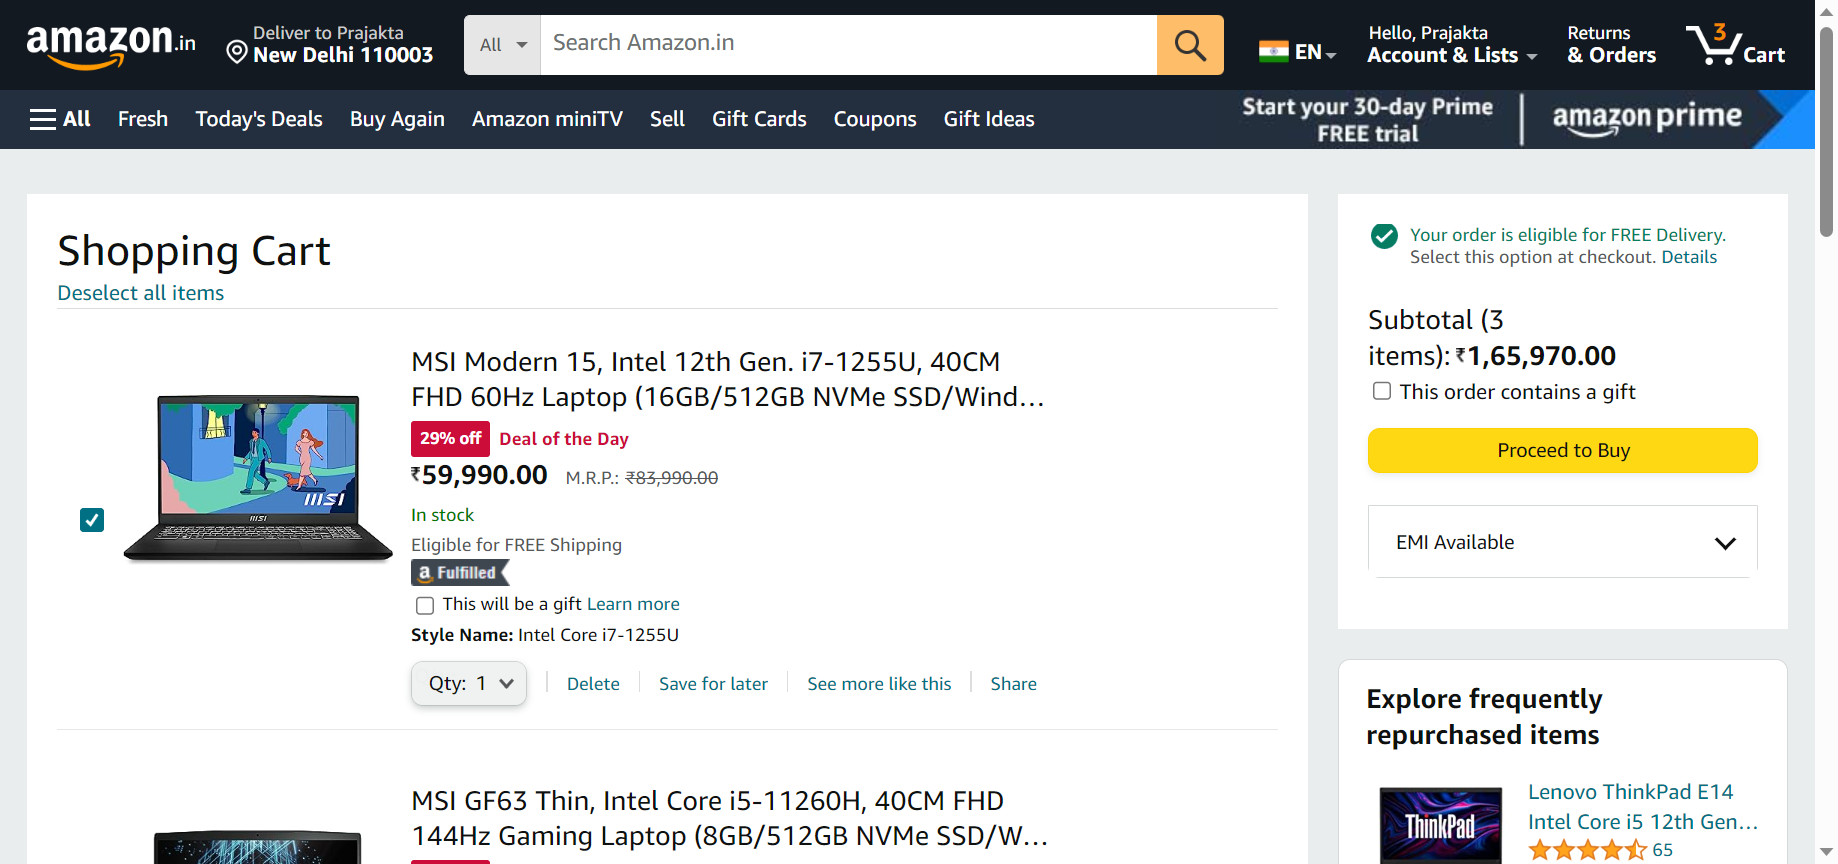 amazon.in
Deliver to Prajakta
New Delhi 110003
All
Search Amazon.in
EN
Hello, Prajakta
Account & Lists
Returns
& Orders
3
Cart
All
Fresh
Today's Deals
Buy Again
Amazon miniTV
Sell
Gift Cards
Coupons
Gift Ideas
Start your 30-day Prime
FREE trial
amazon prime
Shopping Cart
Deselect all items
MSI Modern 15, Intel 12th Gen. i7-1255U, 40CM
FHD 60Hz Laptop (16GB/512GB NVMe SSD/Wind…
29% off Deal of the Day
₹59,990.00 M.R.P.: ₹83,990.00
In stock
Eligible for FREE Shipping
a Fulfilled
This will be a gift Learn more
Style Name: Intel Core i7-1255U
Qty: 1
Delete
Save for later
See more like this
Share
msi
msi
MSI GF63 Thin, Intel Core i5-11260H, 40CM FHD
144Hz Gaming Laptop (8GB/512GB NVMe SSD/W…
Your order is eligible for FREE Delivery.
Select this option at checkout. Details
Subtotal (3
items): ₹1,65,970.00
This order contains a gift
Proceed to Buy
EMI Available
Explore frequently
repurchased items
ThinkPad
Lenovo ThinkPad E14
Intel Core i5 12th Gen…
65